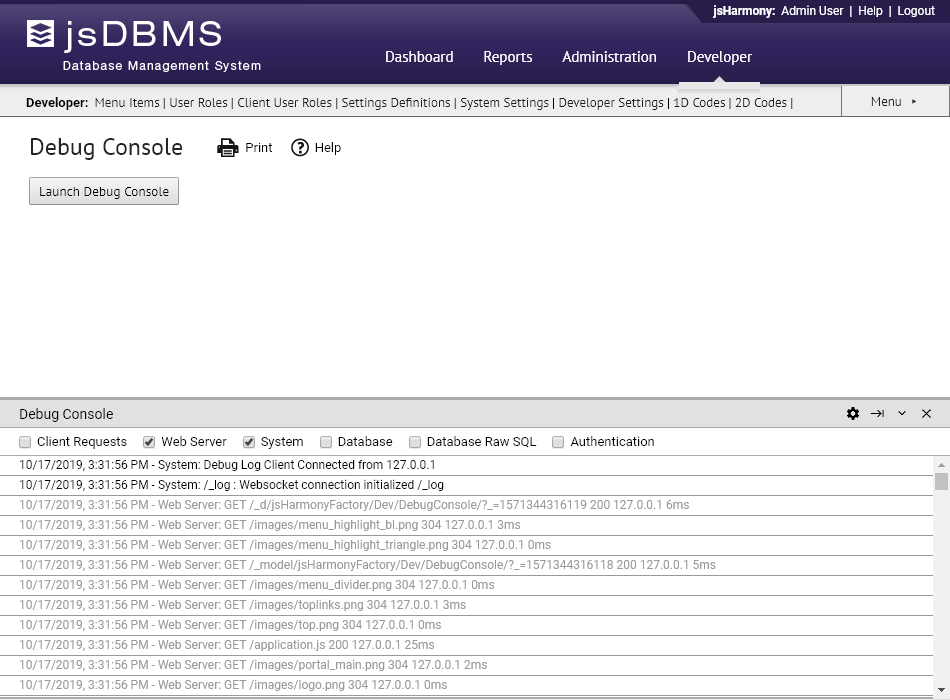 jsHarmony: Admin User | Help | Logout
jsDBMS
Database Management System
Dashboard Reports Administration Developer
Developer: Menu Items | User Roles | Client User Roles | Settings Definitions | System Settings | Developer Settings | 1D Codes | 2D Codes | Menu ▸
Debug Console Print Help
Launch Debug Console
Debug Console
Client Requests Web Server System Database Database Raw SQL Authentication
10/17/2019, 3:31:56 PM - System: Debug Log Client Connected from 127.0.0.1
10/17/2019, 3:31:56 PM - System: /_log : Websocket connection initialized /_log
10/17/2019, 3:31:56 PM - Web Server: GET /_d/jsHarmonyFactory/Dev/DebugConsole/?_=1571344316119 200 127.0.0.1 6ms
10/17/2019, 3:31:56 PM - Web Server: GET /images/menu_highlight_bl.png 304 127.0.0.1 3ms
10/17/2019, 3:31:56 PM - Web Server: GET /images/menu_highlight_triangle.png 304 127.0.0.1 0ms
10/17/2019, 3:31:56 PM - Web Server: GET /_model/jsHarmonyFactory/Dev/DebugConsole/?_=1571344316118 200 127.0.0.1 5ms
10/17/2019, 3:31:56 PM - Web Server: GET /images/menu_divider.png 304 127.0.0.1 0ms
10/17/2019, 3:31:56 PM - Web Server: GET /images/toplinks.png 304 127.0.0.1 3ms
10/17/2019, 3:31:56 PM - Web Server: GET /images/top.png 304 127.0.0.1 0ms
10/17/2019, 3:31:56 PM - Web Server: GET /application.js 200 127.0.0.1 25ms
10/17/2019, 3:31:56 PM - Web Server: GET /images/portal_main.png 304 127.0.0.1 2ms
10/17/2019, 3:31:56 PM - Web Server: GET /images/logo.png 304 127.0.0.1 0ms